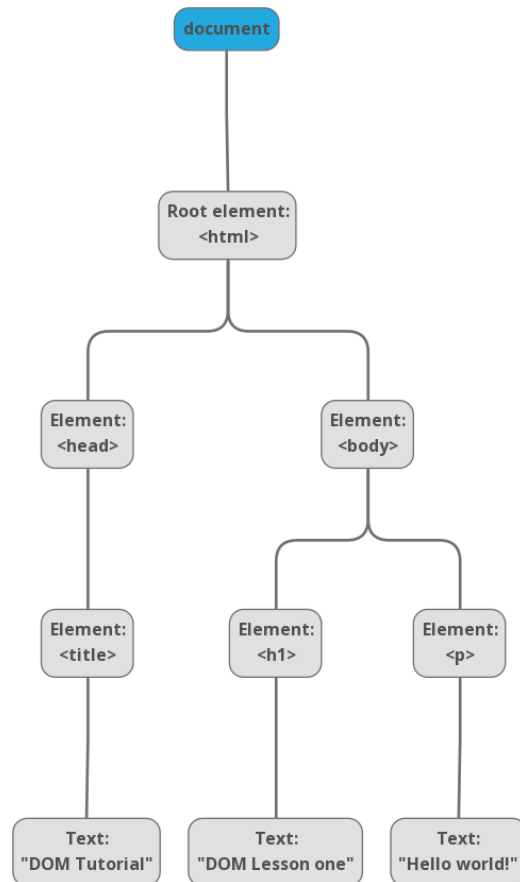 document
Root element:
<html>
Element:
<head>
Element:
<body>
Element:
<title>
Element:
<h1>
Element:
<p>
Text:
"DOM Tutorial"
Text:
"DOM Lesson one"
Text:
"Hello world!"